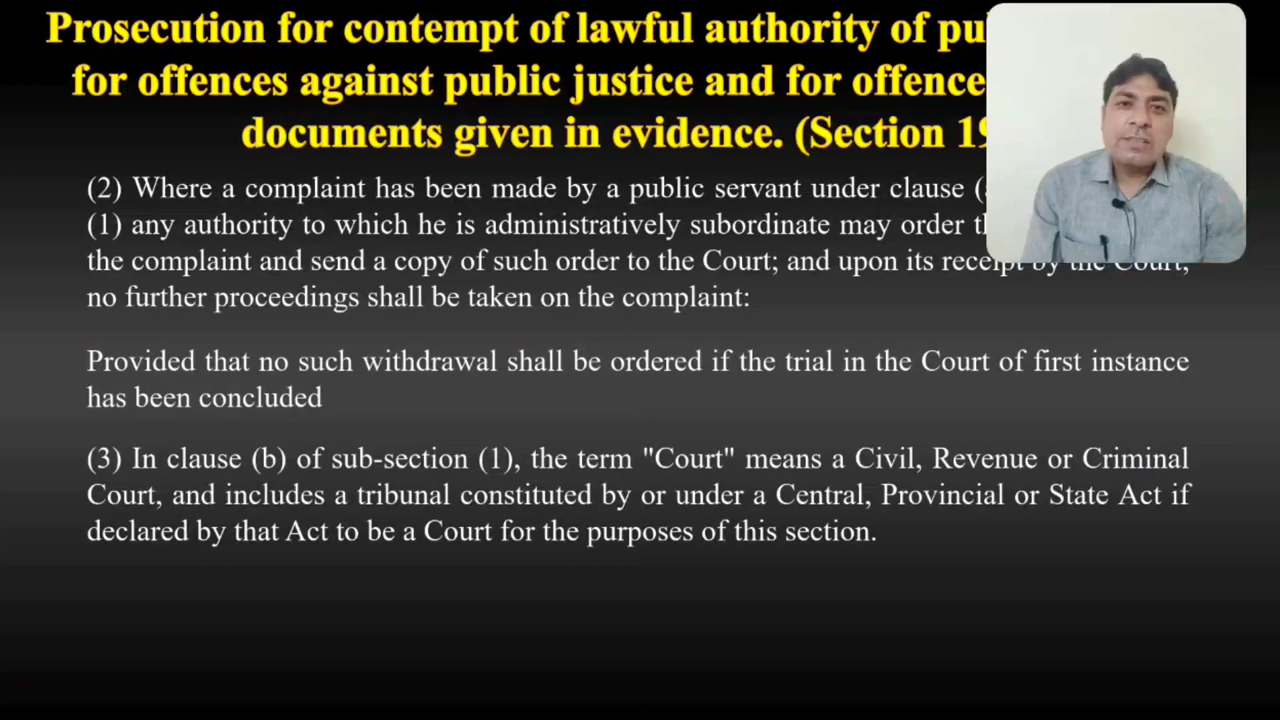 Prosecution for contempt of lawful authority of
for offences against public justice and for
documents given in evidence. (Section
(2) Where a complaint has been made by a public servant under clause
(1) any authority to which he is administratively subordinate may order
the complaint and send a copy of such order to the Court; and upon its receipt by the Court,
no further proceedings shall be taken on the complaint:
Provided that no such withdrawal shall be ordered if the trial in the Court of first instance
has been concluded
(3) In clause (b) of sub-section (1), the term "Court" means a Civil, Revenue or Criminal
Court, and includes a tribunal constituted by or under a Central, Provincial or State Act if
declared by that Act to be a Court for the purposes of this section.